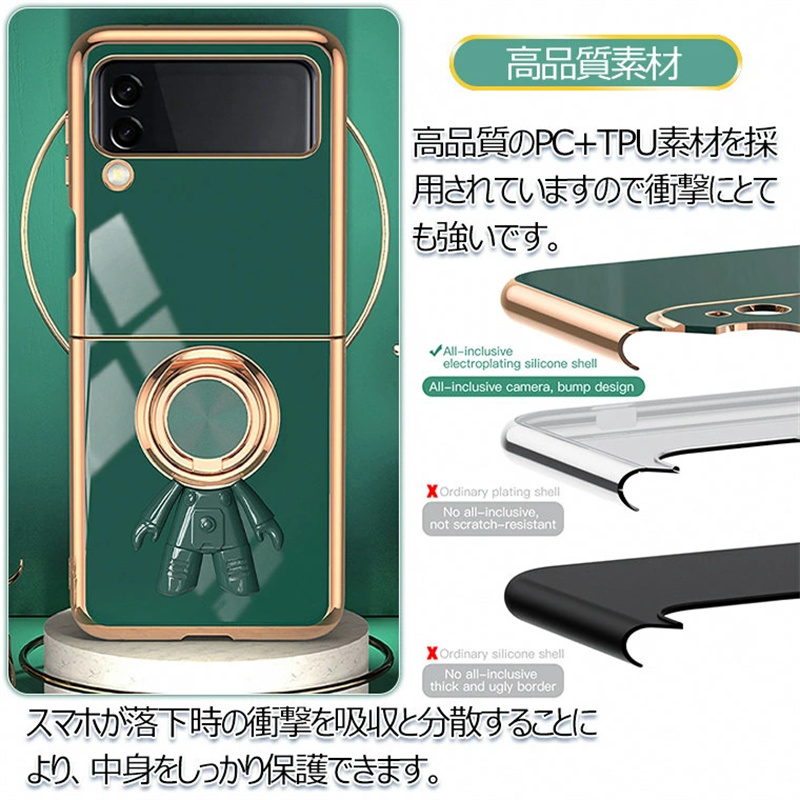 高品質素材
高品質のPC+TPU素材を採
用されていますので衝撃にとて
も強いです。
✓All-inclusive
electroplating silicone shell
All-inclusive camera, bump design
✗Ordinary plating shell
No all-inclusive,
not scratch-resistant
✗Ordinary silicone shell
No all-inclusive
thick and ugly border
スマホが落下時の衝撃を吸収と分散することに
より、中身をしっかり保護できます。